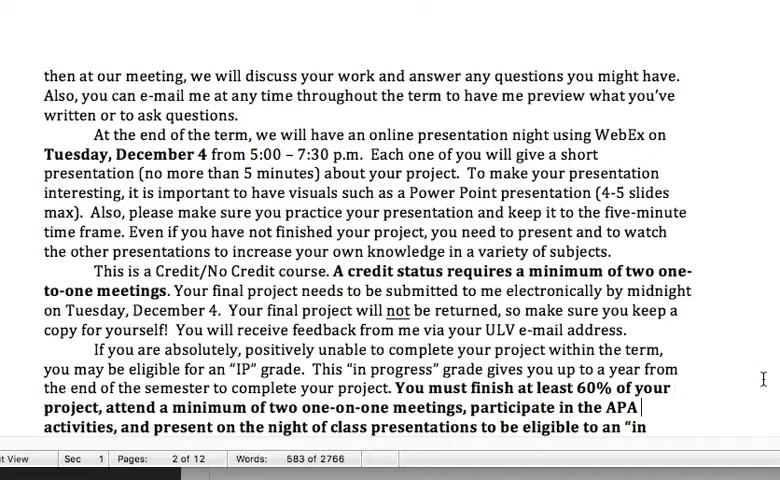 then at our meeting, we will discuss your work and answer any questions you might have.
Also, you can e-mail me at any time throughout the term to have me preview what you've
written or to ask questions.
At the end of the term, we will have an online presentation night using WebEx on
Tuesday, December 4 from 5:00 – 7:30 p.m.  Each one of you will give a short
presentation (no more than 5 minutes) about your project.  To make your presentation
interesting, it is important to have visuals such as a Power Point presentation (4-5 slides
max).  Also, please make sure you practice your presentation and keep it to the five-minute
time frame. Even if you have not finished your project, you need to present and to watch
the other presentations to increase your own knowledge in a variety of subjects.
This is a Credit/No Credit course. A credit status requires a minimum of two one-
to-one meetings. Your final project needs to be submitted to me electronically by midnight
on Tuesday, December 4.  Your final project will not be returned, so make sure you keep a
copy for yourself!  You will receive feedback from me via your ULV e-mail address.
If you are absolutely, positively unable to complete your project within the term,
you may be eligible for an "IP" grade.  This "in progress" grade gives you up to a year from
the end of the semester to complete your project. You must finish at least 60% of your
project, attend a minimum of two one-on-one meetings, participate in the APA
activities, and present on the night of class presentations to be eligible to an "in
t View Sec 1 Pages: 2 of 12 Words: 583 of 2766